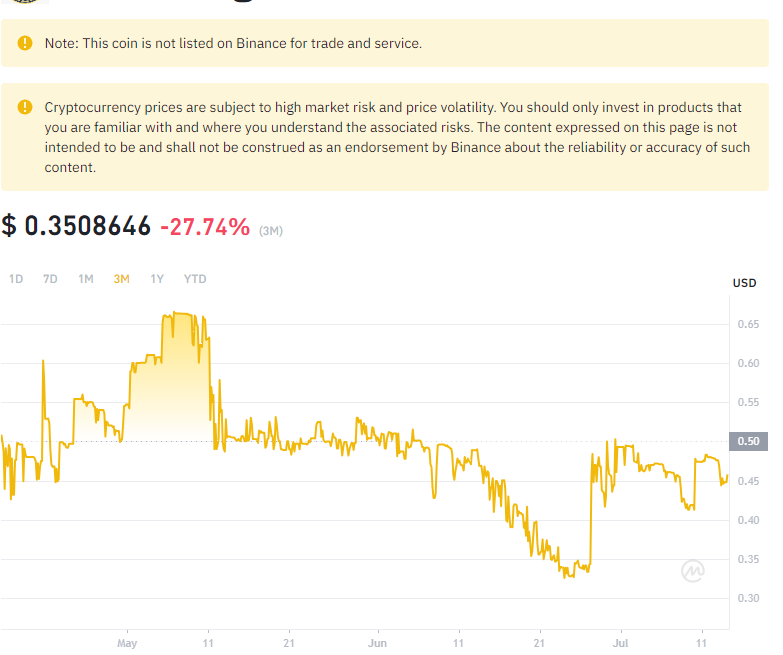 Note: This coin is not listed on Binance for trade and service.
Cryptocurrency prices are subject to high market risk and price volatility. You should only invest in products that
you are familiar with and where you understand the associated risks. The content expressed on this page is not
intended to be and shall not be construed as an endorsement by Binance about the reliability or accuracy of such
content.
$ 0.3508646 -27.74% (3M)
1D 7D 1M 3M 1Y YTD
USD
0.65
0.60
0.55
0.50
0.45
0.40
0.35
0.30
May 11 21 Jun 11 21 Jul 11